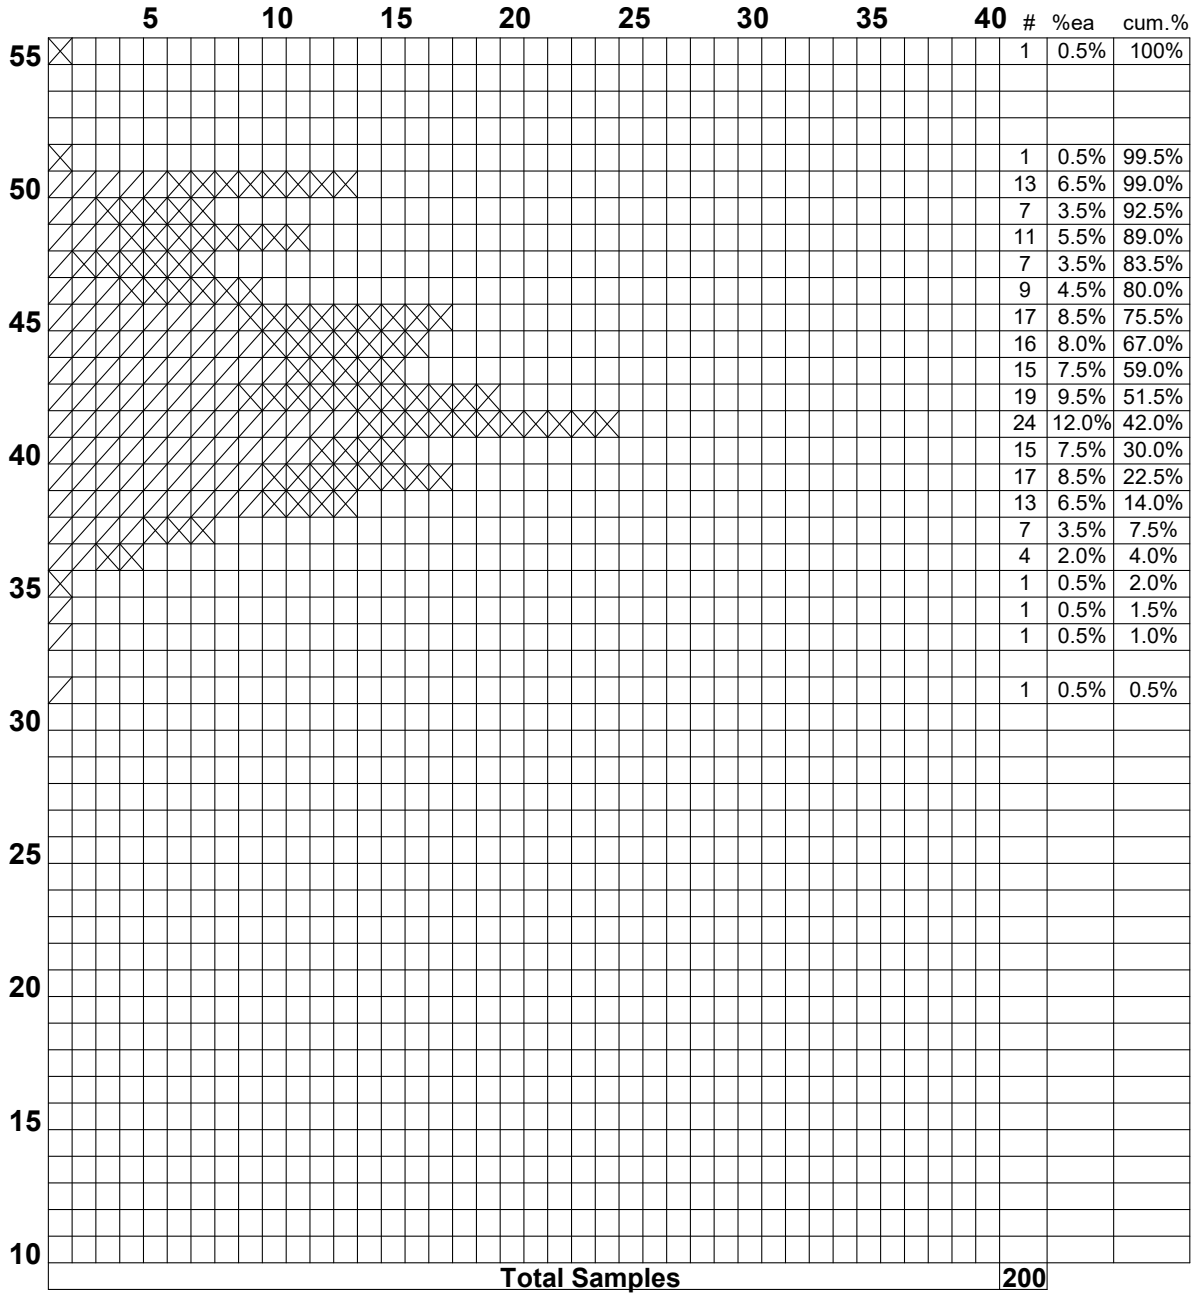 5 10 15 20 25 30 35 40 # %ea cum.%
55 1 0.5% 100%
1 0.5% 99.5%
50 13 6.5% 99.0%
7 3.5% 92.5%
11 5.5% 89.0%
7 3.5% 83.5%
9 4.5% 80.0%
45 17 8.5% 75.5%
16 8.0% 67.0%
15 7.5% 59.0%
19 9.5% 51.5%
24 12.0% 42.0%
40 15 7.5% 30.0%
17 8.5% 22.5%
13 6.5% 14.0%
7 3.5% 7.5%
4 2.0% 4.0%
35 1 0.5% 2.0%
1 0.5% 1.5%
1 0.5% 1.0%
1 0.5% 0.5%
30
25
20
15
10
Total Samples 200